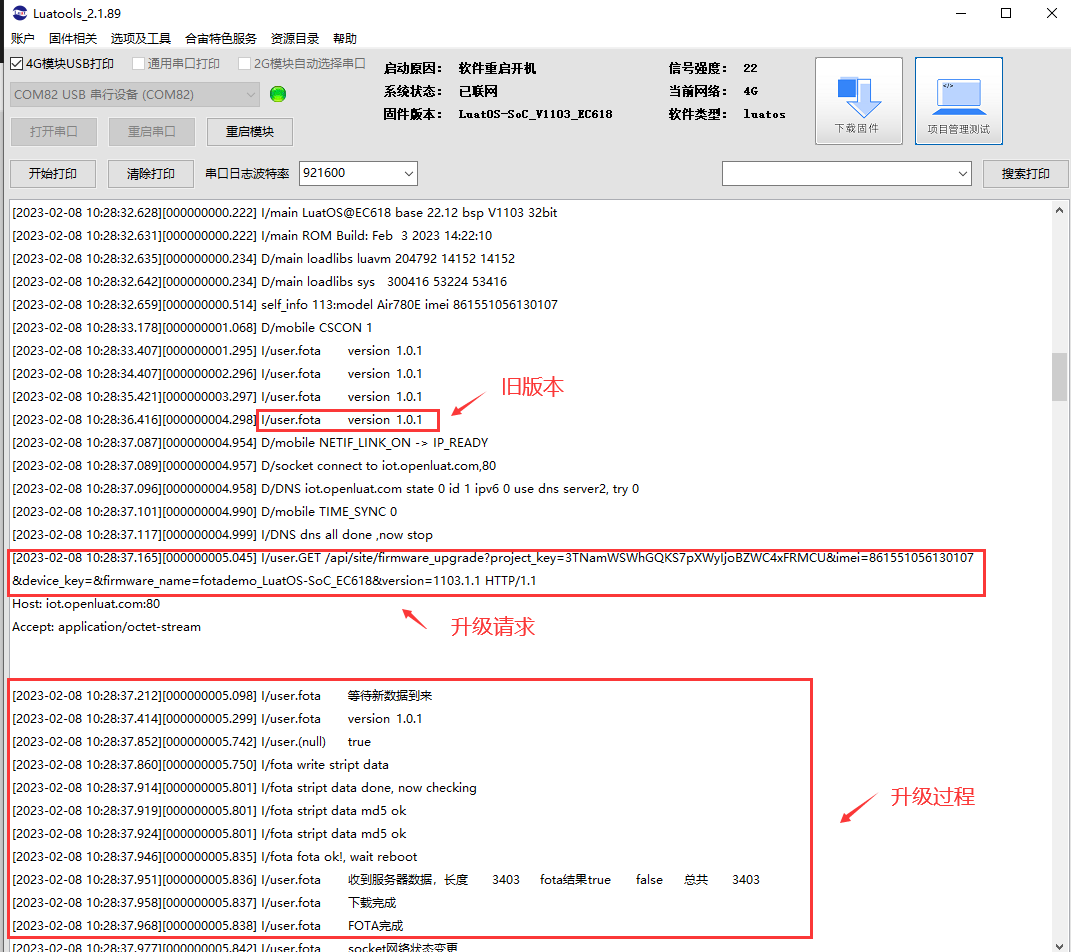 Luatools_2.1.89
账户 固件相关 选项及工具 合宙特色服务 资源目录 帮助
4G模块USB打印 通用串口打印 2G模块自动选择串口
COM82 USB 串行设备 (COM82)
打开串口 重启串口 重启模块
启动原因: 软件重启开机 信号强度: 22
系统状态: 已联网 当前网络: 4G
固件版本: LuatOS-SoC_V1103_EC618 软件类型: luatos
下载固件 项目管理测试
开始打印 清除打印 串口日志波特率 921600 搜索打印
[2023-02-08 10:28:32.628][000000000.222] I/main LuatOS@EC618 base 22.12 bsp V1103 32bit
[2023-02-08 10:28:32.631][000000000.222] I/main ROM Build: Feb  3 2023 14:22:10
[2023-02-08 10:28:32.635][000000000.234] D/main loadlibs luavm 204792 14152 14152
[2023-02-08 10:28:32.642][000000000.234] D/main loadlibs sys   300416 53224 53416
[2023-02-08 10:28:32.659][000000000.514] self_info 113:model Air780E imei 861551056130107
[2023-02-08 10:28:33.178][000000001.068] D/mobile CSCON 1
[2023-02-08 10:28:33.407][000000001.295] I/user.fota version 1.0.1
[2023-02-08 10:28:34.407][000000002.296] I/user.fota version 1.0.1
[2023-02-08 10:28:35.421][000000003.297] I/user.fota version 1.0.1
旧版本
[2023-02-08 10:28:36.416][000000004.298] I/user.fota version 1.0.1
[2023-02-08 10:28:37.087][000000004.954] D/mobile NETIF_LINK_ON -> IP_READY
[2023-02-08 10:28:37.089][000000004.957] D/socket connect to iot.openluat.com,80
[2023-02-08 10:28:37.096][000000004.958] D/DNS iot.openluat.com state 0 id 1 ipv6 0 use dns server2, try 0
[2023-02-08 10:28:37.101][000000004.990] D/mobile TIME_SYNC 0
[2023-02-08 10:28:37.117][000000004.999] I/DNS dns all done ,now stop
[2023-02-08 10:28:37.165][000000005.045] I/user.GET /api/site/firmware_upgrade?project_key=3TNamWSWhGQKS7pXWyIjoBZWC4xFRMCU&imei=861551056130107
&device_key=&firmware_name=fotademo_LuatOS-SoC_EC618&version=1103.1.1 HTTP/1.1
Host: iot.openluat.com:80
Accept: application/octet-stream
升级请求
[2023-02-08 10:28:37.212][000000005.098] I/user.fota 等待新数据到来
[2023-02-08 10:28:37.414][000000005.299] I/user.fota version 1.0.1
[2023-02-08 10:28:37.852][000000005.742] I/user.(null) true
[2023-02-08 10:28:37.860][000000005.750] I/fota write stript data
[2023-02-08 10:28:37.914][000000005.801] I/fota stript data done, now checking
升级过程
[2023-02-08 10:28:37.919][000000005.801] I/fota stript data md5 ok
[2023-02-08 10:28:37.924][000000005.801] I/fota stript data md5 ok
[2023-02-08 10:28:37.946][000000005.835] I/fota fota ok!, wait reboot
[2023-02-08 10:28:37.951][000000005.836] I/user.fota 收到服务器数据，长度 3403 fota结果true false 总共 3403
[2023-02-08 10:28:37.958][000000005.837] I/user.fota 下载完成
[2023-02-08 10:28:37.968][000000005.838] I/user.fota FOTA完成
[2023-02-08 10:28:37.977][000000005.842] I/user.fota socket网络状态变更